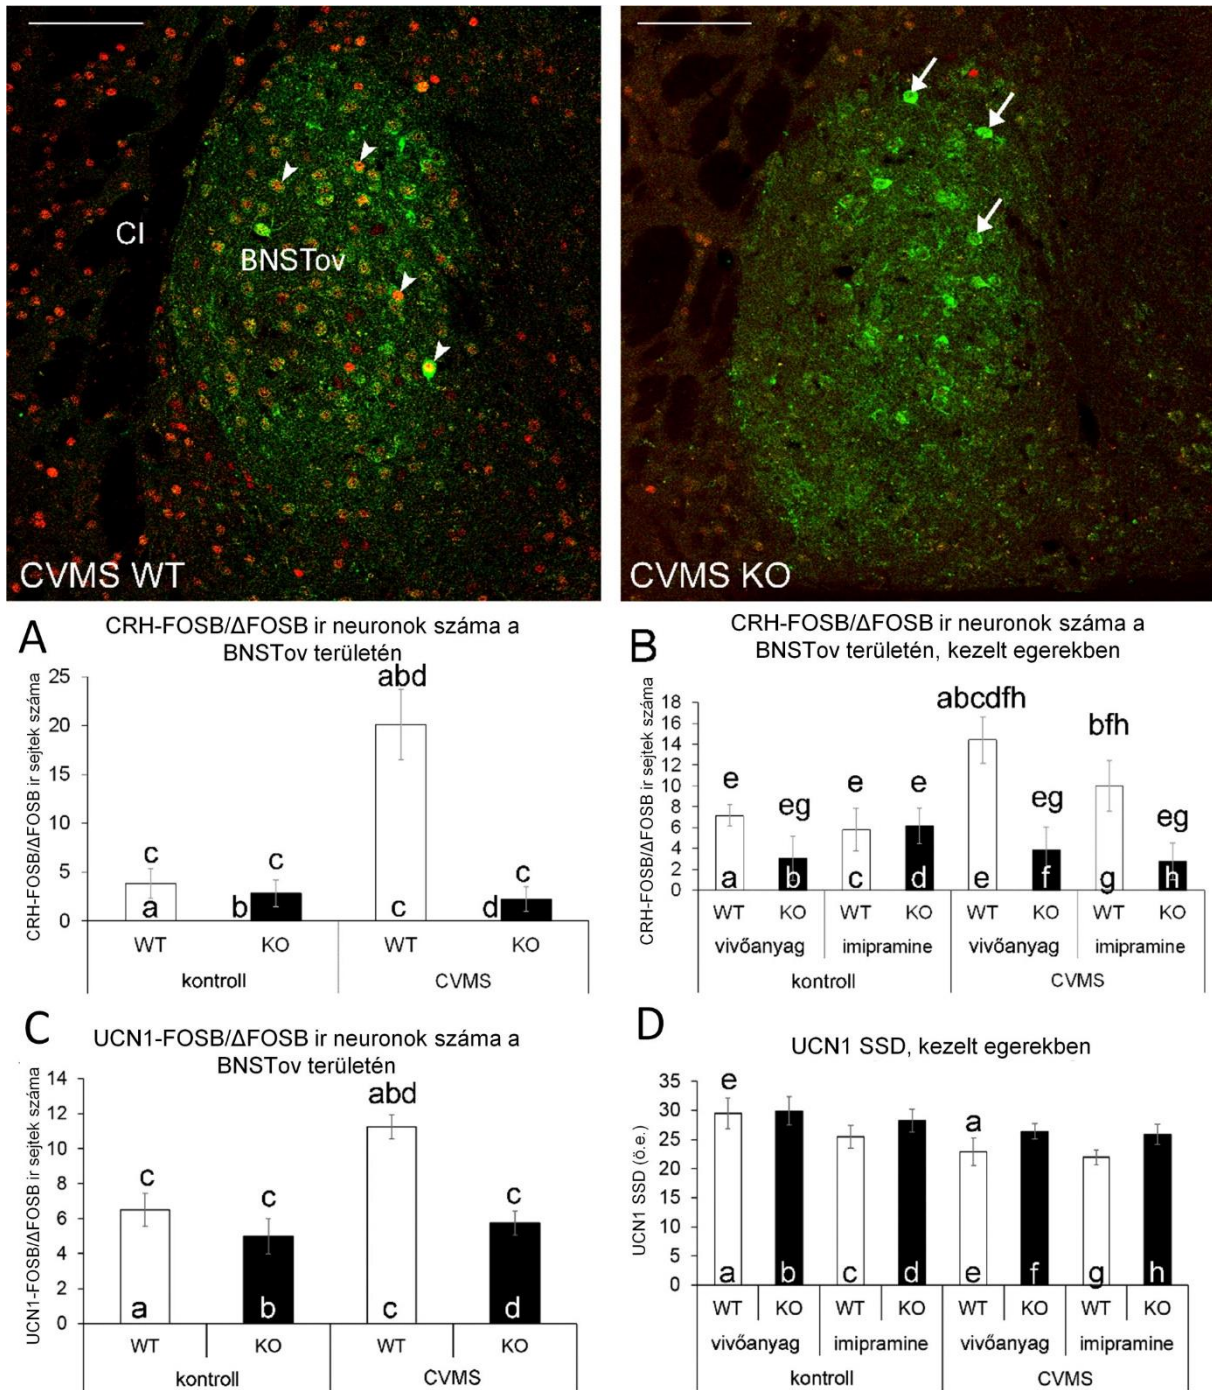 CI
BNSTov
CVMS WT
CVMS KO
A
CRH-FOSB/ΔFOSB ir neuronok száma a
BNSTov területén
CRH-FOSB/ΔFOSB ir sejtek száma
25
20
15
10
5
0
c
c
abd
c
a
b
c
d
WT
KO
WT
KO
kontroll
CVMS
B
CRH-FOSB/ΔFOSB ir neuronok száma a
BNSTov területén, kezelt egerekben
CRH-FOSB/ΔFOSB ir sejtek száma
18
16
14
12
10
8
6
4
2
0
e
eg
e
e
abcdfh
eg
bfh
eg
a
b
c
d
e
f
g
h
WT
KO
WT
KO
WT
KO
WT
KO
vivőanyag
imipramine
vivőanyag
imipramine
kontroll
CVMS
C
UCN1-FOSB/ΔFOSB ir neuronok száma a
BNSTov területén
UCN1-FOSB/ΔFOSB ir sejtek száma
14
12
10
8
6
4
2
0
c
c
abd
c
a
b
c
d
WT
KO
WT
KO
kontroll
CVMS
D
UCN1 SSD, kezelt egerekben
UCN1 SSD (ö.e.)
35
30
25
20
15
10
5
0
e
a
a
b
c
d
e
f
g
h
WT
KO
WT
KO
WT
KO
WT
KO
vivőanyag
imipramine
vivőanyag
imipramine
kontroll
CVMS